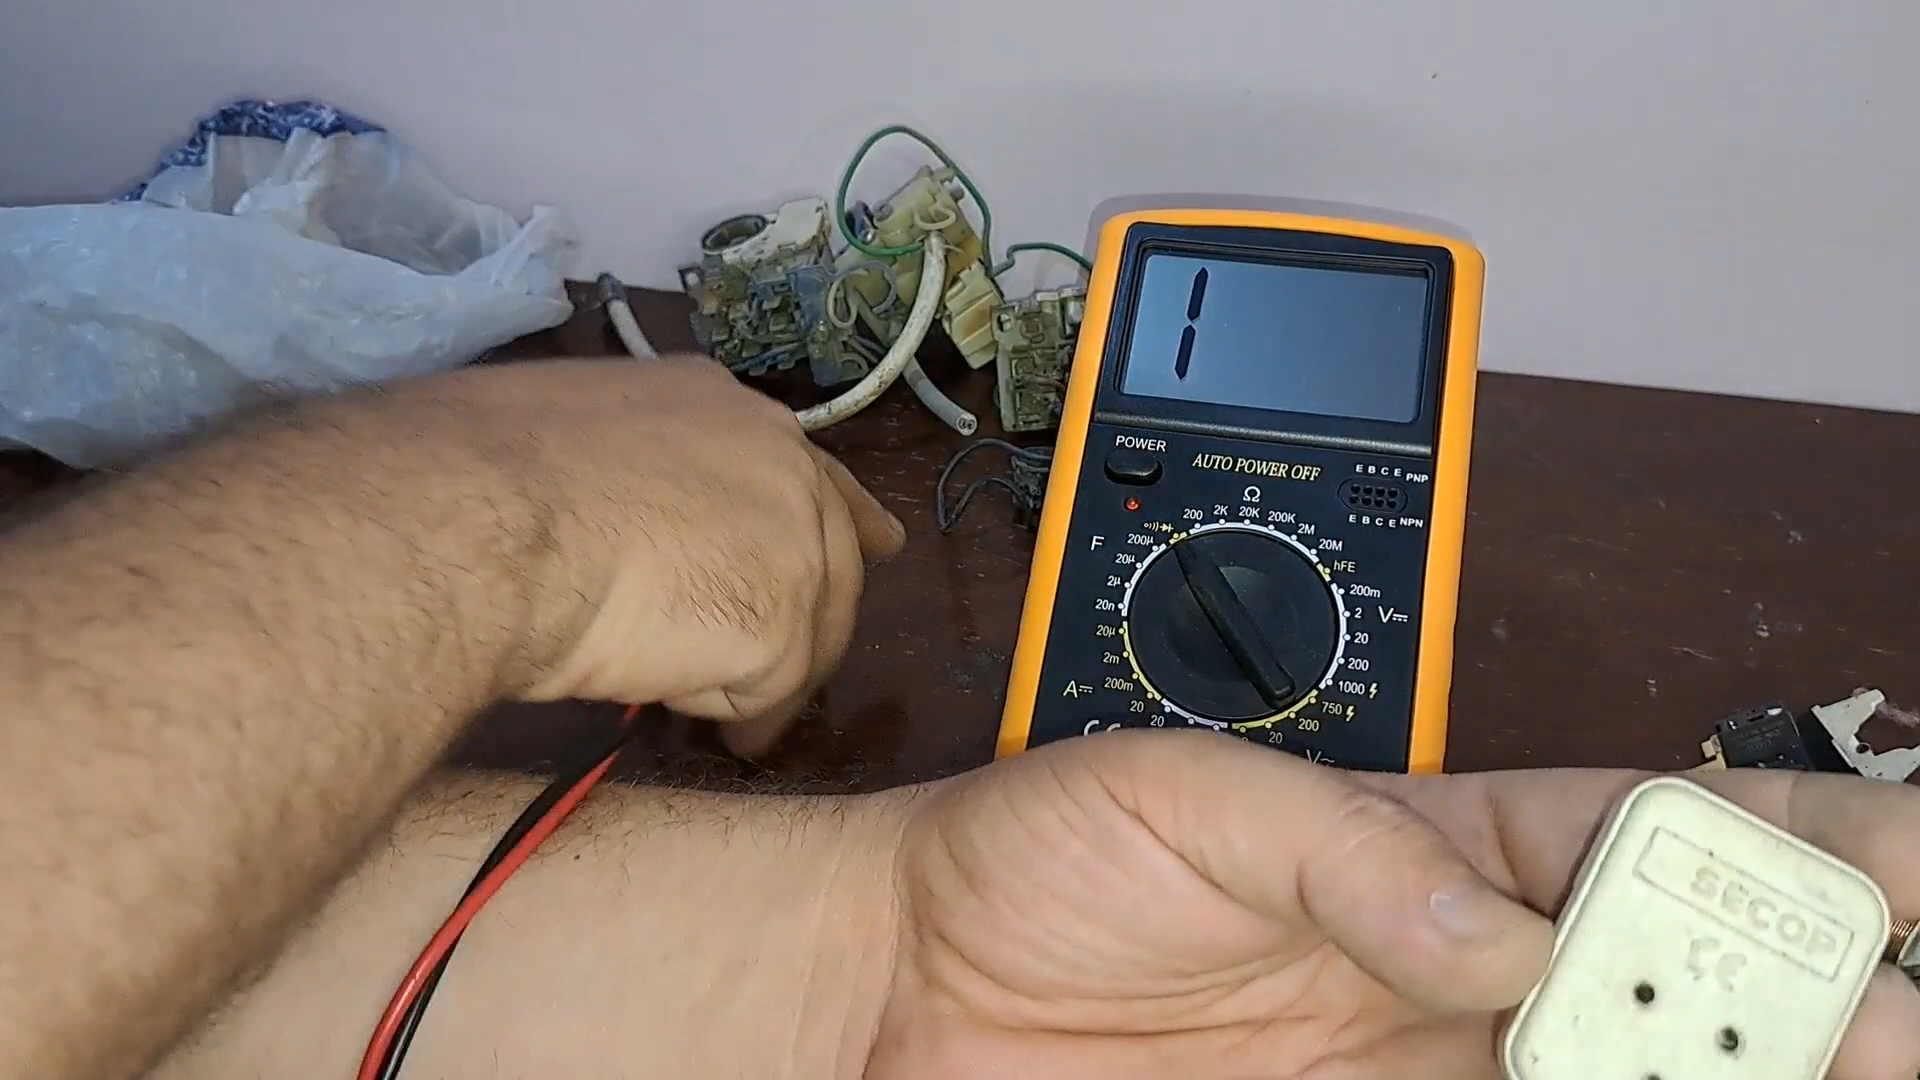 1
POWER
AUTO POWER OFF
E B C E PNP
E B C E NPN
Ω
200
2K
20K
200K
2M
20M
hFE
200m
2
V
20
200
1000
750
200
20
V~
F
200µ
20µ
2µ
20n
20µ
2m
A
200m
20
20
CE
SECOP
CE